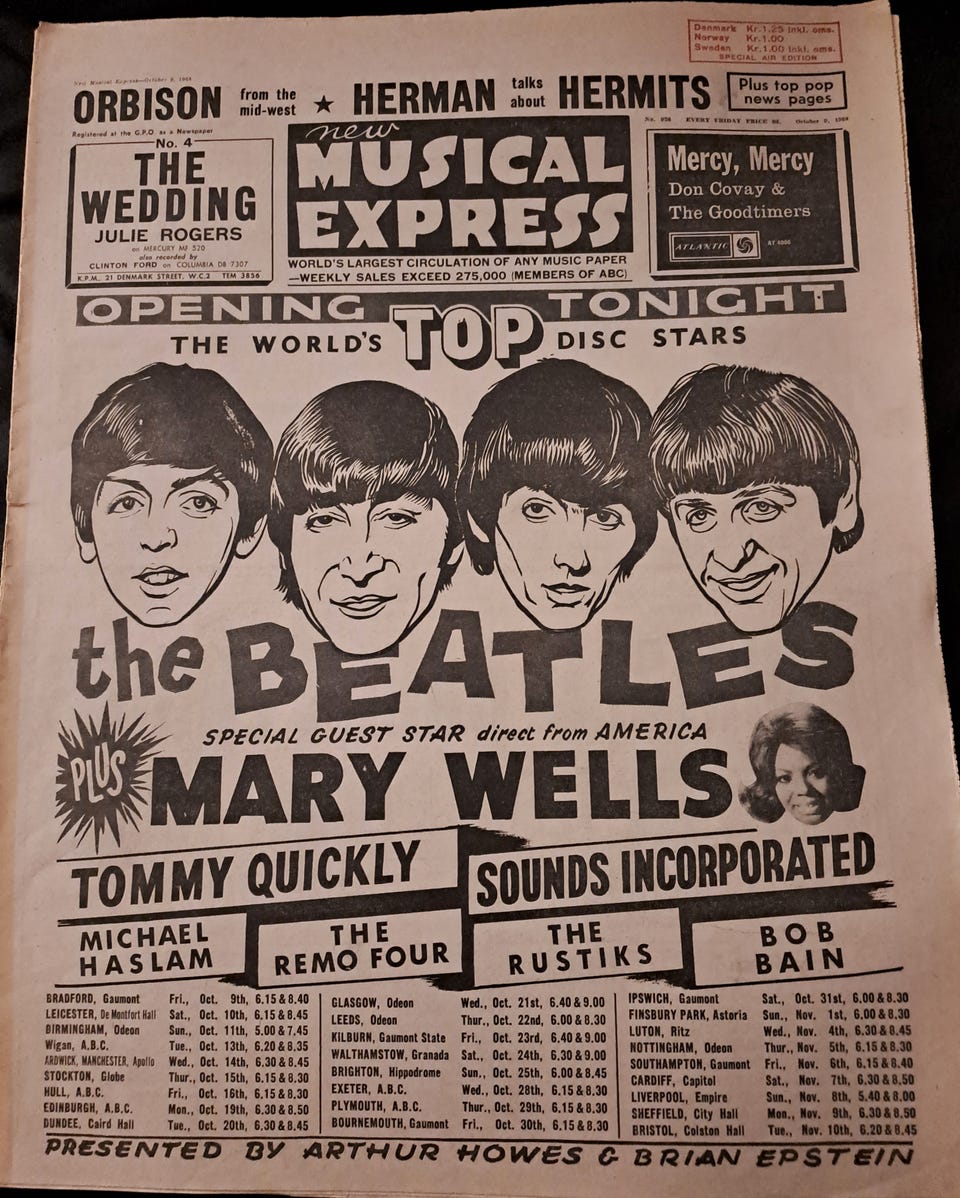 Denmark Kr.1.25 inkl. oms.
Norway Kr.1.00
Sweden Kr.1.00 inkl. oms.
SPECIAL AIR EDITION
New Musical Express—October 9, 1964
ORBISON from the mid-west ★ HERMAN talks about HERMITS
Plus top pop
news pages
Registered at the G.P.O. as a Newspaper
No. 4
THE
WEDDING
JULIE ROGERS
on MERCURY MF 520
also recorded by
CLINTON FORD on COLUMBIA DB 7307
K.P.M. 21 DENMARK STREET, W.C.2 TEM 3856
new
MUSICAL
EXPRESS
WORLD'S LARGEST CIRCULATION OF ANY MUSIC PAPER
—WEEKLY SALES EXCEED 275,000 (MEMBERS OF ABC)
EVERY FRIDAY PRICE 6d. October 9, 1964
Mercy, Mercy
Don Covay &
The Goodtimers
ATLANTIC AT 4006
OPENING TONIGHT
THE WORLD'S TOP DISC STARS
the BEATLES
SPECIAL GUEST STAR direct from AMERICA
PLUS MARY WELLS
TOMMY QUICKLY
SOUNDS INCORPORATED
MICHAEL
HASLAM
THE
REMO FOUR
THE
RUSTIKS
BOB
BAIN
BRADFORD, Gaumont Fri., Oct. 9th, 6.15 & 8.40
LEICESTER, De Montfort Hall Sat., Oct. 10th, 6.15 & 8.45
BIRMINGHAM, Odeon Sun., Oct. 11th, 5.00 & 7.45
Wigan, A.B.C. Tue., Oct. 13th, 6.20 & 8.35
ARDWICK, MANCHESTER, Apollo Wed., Oct. 14th, 6.30 & 8.45
STOCKTON, Globe Thur., Oct. 15th, 6.15 & 8.30
HULL, A.B.C. Fri., Oct. 16th, 6.15 & 8.30
EDINBURGH, A.B.C. Mon., Oct. 19th, 6.30 & 8.50
DUNDEE, Caird Hall Tue., Oct. 20th, 6.30 & 8.45
GLASGOW, Odeon Wed., Oct. 21st, 6.40 & 9.00
LEEDS, Odeon Thur., Oct. 22nd, 6.00 & 8.30
KILBURN, Gaumont State Fri., Oct. 23rd, 6.40 & 9.00
WALTHAMSTOW, Granada Sat., Oct. 24th, 6.30 & 9.00
BRIGHTON, Hippodrome Sun., Oct. 25th, 6.00 & 8.45
EXETER, A.B.C. Wed., Oct. 28th, 6.15 & 8.30
PLYMOUTH, A.B.C. Thur., Oct. 29th, 6.15 & 8.30
BOURNEMOUTH, Gaumont Fri., Oct. 30th, 6.15 & 8.30
IPSWICH, Gaumont Sat., Oct. 31st, 6.00 & 8.30
FINSBURY PARK, Astoria Sun., Nov. 1st, 6.00 & 8.30
LUTON, Ritz Wed., Nov. 4th, 6.30 & 8.45
NOTTINGHAM, Odeon Thur., Nov. 5th, 6.15 & 8.30
SOUTHAMPTON, Gaumont Fri., Nov. 6th, 6.15 & 8.40
CARDIFF, Capitol Sat., Nov. 7th, 6.30 & 8.50
LIVERPOOL, Empire Sun., Nov. 8th, 5.40 & 8.00
SHEFFIELD, City Hall Mon., Nov. 9th, 6.30 & 8.50
BRISTOL, Colston Hall Tue., Nov. 10th, 6.20 & 8.45
PRESENTED BY ARTHUR HOWES & BRIAN EPSTEIN